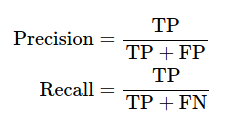 Precision = TP / TP + FP
Recall = TP / TP + FN